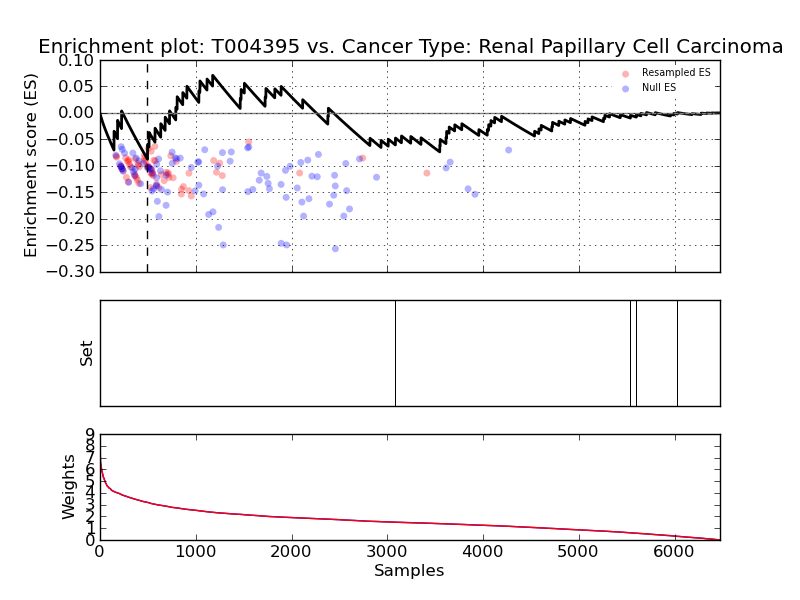 Enrichment plot: T004395 vs. Cancer Type: Renal Papillary Cell Carcinoma
Enrichment score (ES)
0.10
0.05
0.00
−0.05
−0.10
−0.15
−0.20
−0.25
−0.30
Resampled ES
Null ES
Set
Weights
9
8
7
6
5
4
3
2
1
0
0 1000 2000 3000 4000 5000 6000
Samples